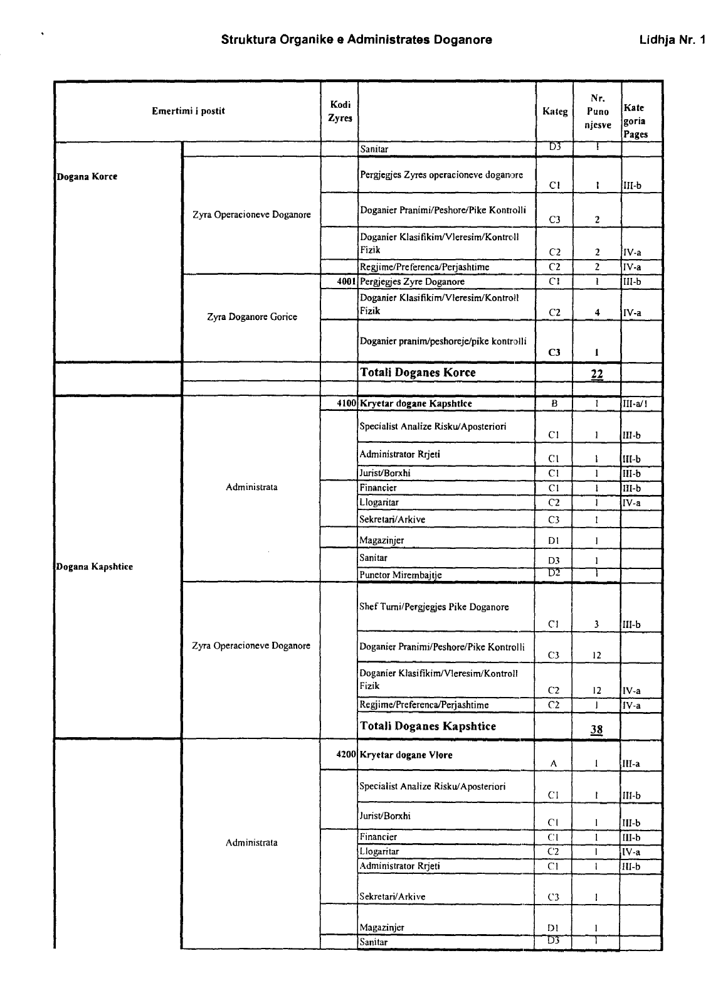 Struktura Organike e Administrates Doganore Lidhja Nr. 1
Emertimi i postit Kodi Zyres Kateg Nr. Puno njesve Kate goria Pages
Sanitar D3 1
Dogana Korce
Zyra Operacioneve Doganore
Pergjegjes Zyres operacioneve doganore C1 1 III-b
Doganier Pranimi/Peshore/Pike Kontrolli C3 2
Doganier Klasifikim/Vleresim/Kontroll
Fizik C2 2 IV-a
Regjime/Preferenca/Perjashtime C2 2 IV-a
Zyra Doganore Gorice
4001 Pergjegjes Zyre Doganore C1 1 III-b
Doganier Klasifikim/Vleresim/Kontroll
Fizik C2 4 IV-a
Doganier pranim/peshoreje/pike kontrolli C3 1
Totali Doganes Korce 22
Dogana Kapshtice
Administrata
4100 Kryetar dogane Kapshtice B 1 III-a/1
Specialist Analize Risku/Aposteriori C1 1 III-b
Administrator Rrjeti C1 1 III-b
Jurist/Borxhi C1 1 III-b
Financier C1 1 III-b
Llogaritar C2 1 IV-a
Sekretari/Arkive C3 1
Magazinjer D1 1
Sanitar D3 1
Punetor Mirembajtje D2 1
Zyra Operacioneve Doganore
Shef Turni/Pergjegjes Pike Doganore C1 3 III-b
Doganier Pranimi/Peshore/Pike Kontrolli C3 12
Doganier Klasifikim/Vleresim/Kontroll
Fizik C2 12 IV-a
Regjime/Preferenca/Perjashtime C2 1 IV-a
Totali Doganes Kapshtice 38
Administrata
4200 Kryetar dogane Vlore A 1 III-a
Specialist Analize Risku/Aposteriori C1 1 III-b
Jurist/Borxhi C1 1 III-b
Financier C1 1 III-b
Llogaritar C2 1 IV-a
Administrator Rrjeti C1 1 III-b
Sekretari/Arkive C3 1
Magazinjer D1 1
Sanitar D3 1